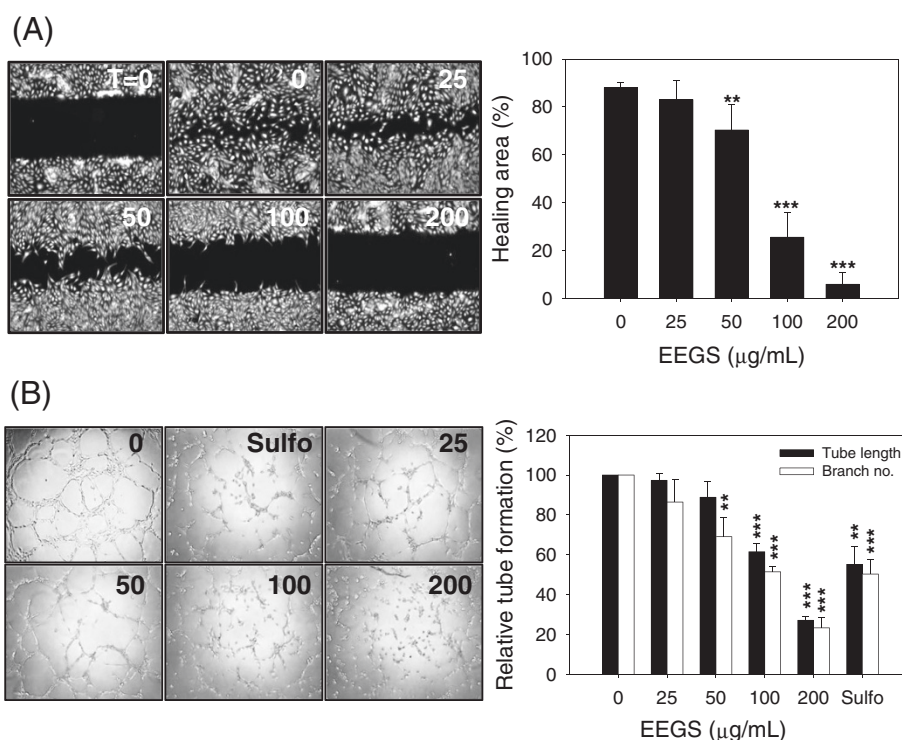 (A)
T=0 0 25
50 100 200
100
80
60
40
20
0
Healing area (%)
** *** ***
0 25 50 100 200
EEGS (μg/mL)
(B)
0 Sulfo 25
50 100 200
120
100
80
60
40
20
0
Relative tube formation (%)
Tube length
Branch no.
** *** *** *** *** ** ***
0 25 50 100 200 Sulfo
EEGS (μg/mL)